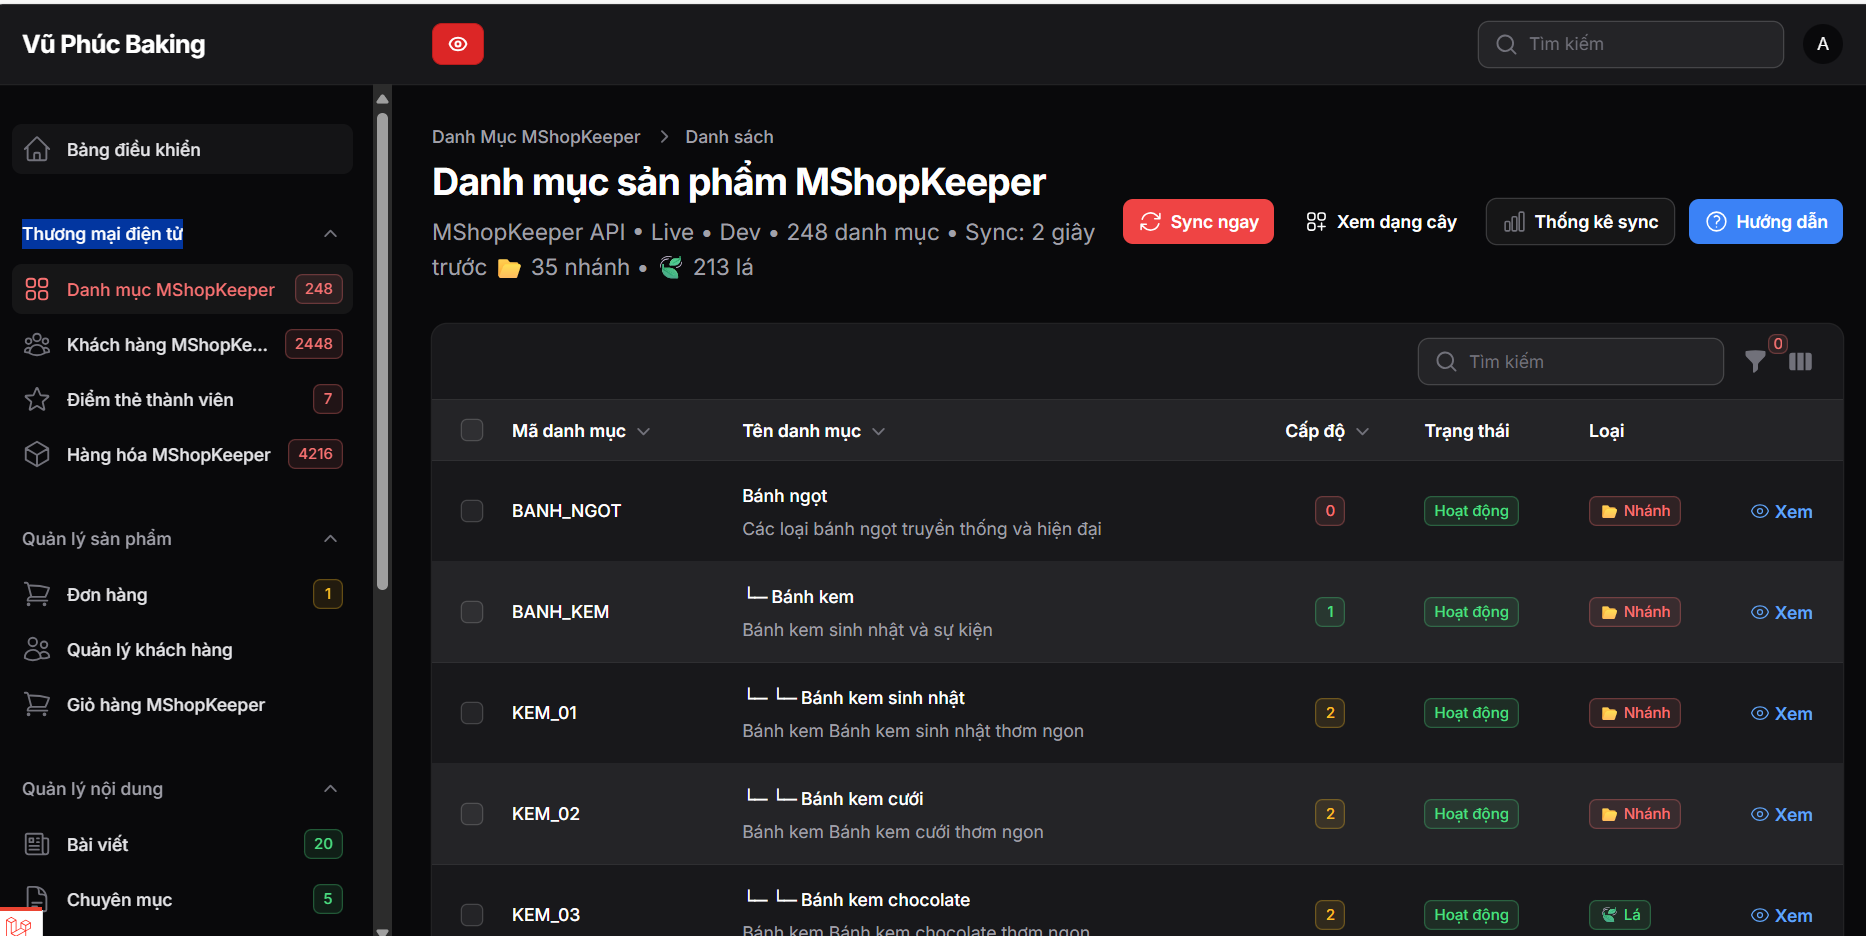 Vũ Phúc Baking
Tìm kiếm
A
Bảng điều khiển
Thương mại điện tử
Danh mục MShopKeeper 248
Khách hàng MShopKe... 2448
Điểm thẻ thành viên 7
Hàng hóa MShopKeeper 4216
Quản lý sản phẩm
Đơn hàng 1
Quản lý khách hàng
Giỏ hàng MShopKeeper
Quản lý nội dung
Bài viết 20
Chuyên mục 5
Danh Mục MShopKeeper > Danh sách
Danh mục sản phẩm MShopKeeper
MShopKeeper API • Live • Dev • 248 danh mục • Sync: 2 giây
trước 📁 35 nhánh • 🍃 213 lá
Sync ngay
Xem dạng cây
Thống kê sync
Hướng dẫn
Tìm kiếm
0
Mã danh mục Tên danh mục Cấp độ Trạng thái Loại
BANH_NGOT Bánh ngọt 0 Hoạt động Nhánh Xem
Các loại bánh ngọt truyền thống và hiện đại
BANH_KEM └─ Bánh kem 1 Hoạt động Nhánh Xem
Bánh kem sinh nhật và sự kiện
KEM_01 └─ └─ Bánh kem sinh nhật 2 Hoạt động Nhánh Xem
Bánh kem Bánh kem sinh nhật thơm ngon
KEM_02 └─ └─ Bánh kem cưới 2 Hoạt động Nhánh Xem
Bánh kem Bánh kem cưới thơm ngon
KEM_03 └─ └─ Bánh kem chocolate 2 Hoạt động Lá Xem
Bánh kem Bánh kem chocolate thơm ngon